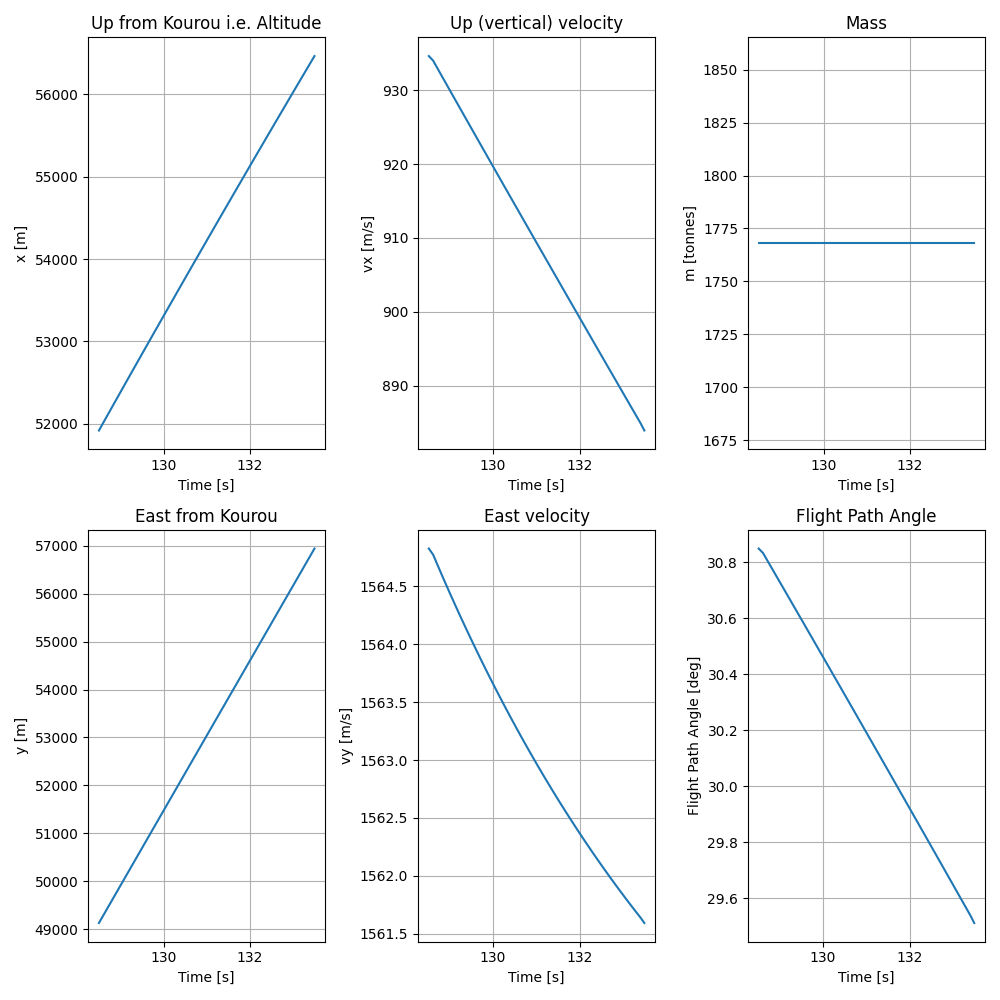 Up from Kourou i.e. Altitude
56000
55000
54000
53000
52000
x [m]
130
132
Time [s]
Up (vertical) velocity
930
920
910
900
890
vx [m/s]
130
132
Time [s]
Mass
1850
1825
1800
1775
1750
1725
1700
1675
m [tonnes]
130
132
Time [s]
East from Kourou
57000
56000
55000
54000
53000
52000
51000
50000
49000
y [m]
130
132
Time [s]
East velocity
1564.5
1564.0
1563.5
1563.0
1562.5
1562.0
1561.5
vy [m/s]
130
132
Time [s]
Flight Path Angle
30.8
30.6
30.4
30.2
30.0
29.8
29.6
Flight Path Angle [deg]
130
132
Time [s]